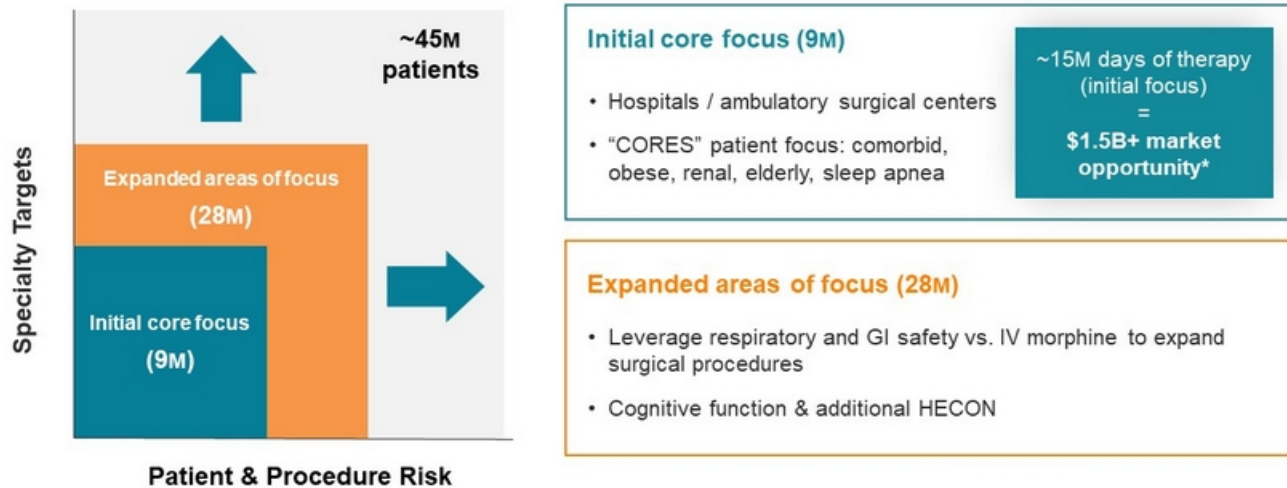 ~45M
patients
Expanded areas of focus
(28M)
Initial core focus
(9M)
Specialty Targets
Patient & Procedure Risk
Initial core focus (9M)
• Hospitals / ambulatory surgical centers
• “CORES” patient focus: comorbid,
obese, renal, elderly, sleep apnea
~15M days of therapy
(initial focus)
=
$1.5B+ market
opportunity*
Expanded areas of focus (28M)
• Leverage respiratory and GI safety vs. IV morphine to expand
surgical procedures
• Cognitive function & additional HECON